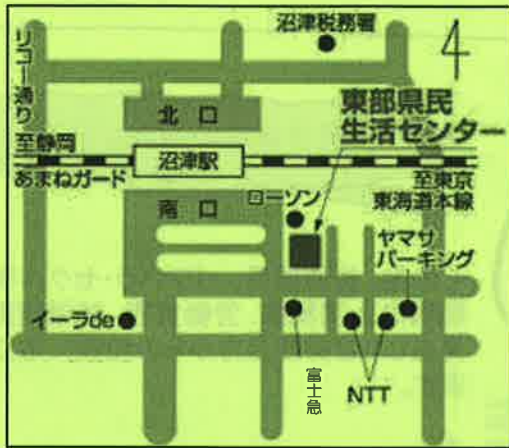 沼津税務署
リコー通り
北口
東部県民
生活センター
至静岡
沼津駅
あまねガード
至東京
東海道本線
南口
ローソン
ヤマサ
パーキング
イーラde
富士急
NTT